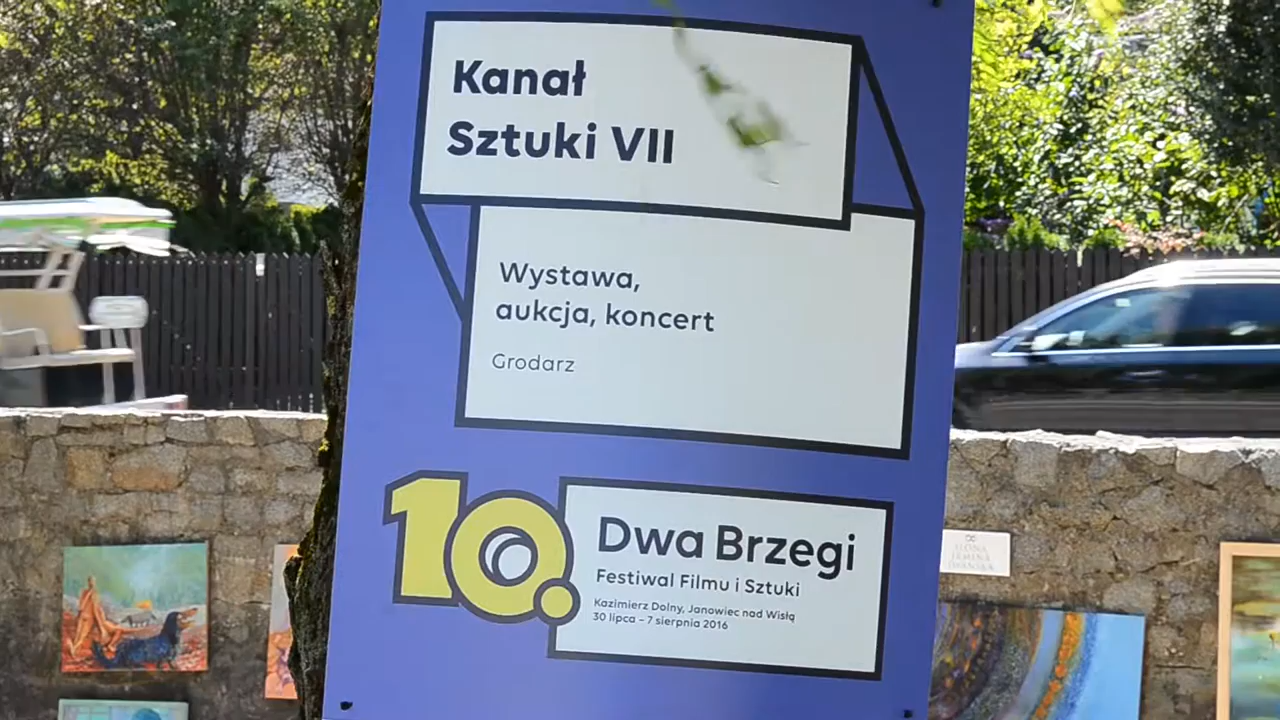 Kanał
Sztuki VII
Wystawa,
aukcja, koncert
Grodarz
10.
Dwa Brzegi
Festiwal Filmu i Sztuki
Kazimierz Dolny, Janowiec nad Wisłą
30 lipca – 7 sierpnia 2016